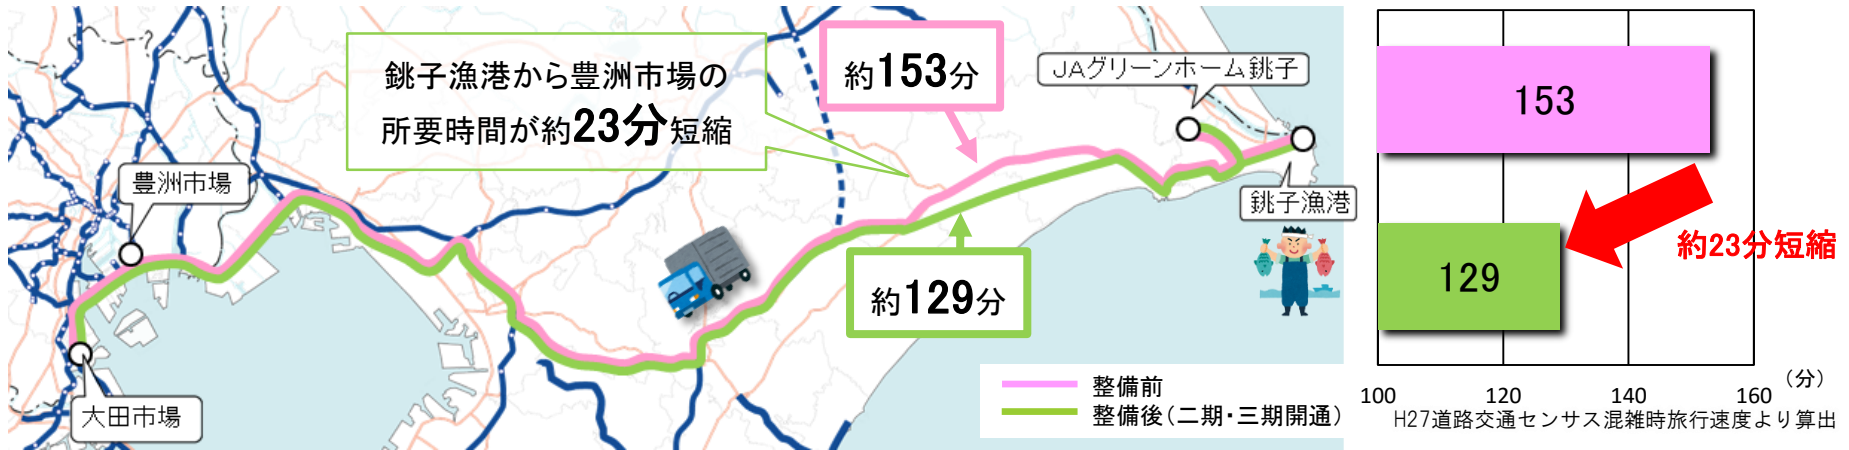 銚子漁港から豊洲市場の
所要時間が約23分短縮
約153分
JAグリーンホーム銚子
豊洲市場
銚子漁港
約129分
大田市場
整備前
整備後（二期・三期開通）
153
約23分短縮
129
100 120 140 160
（分）
H27道路交通センサス混雑時旅行速度より算出